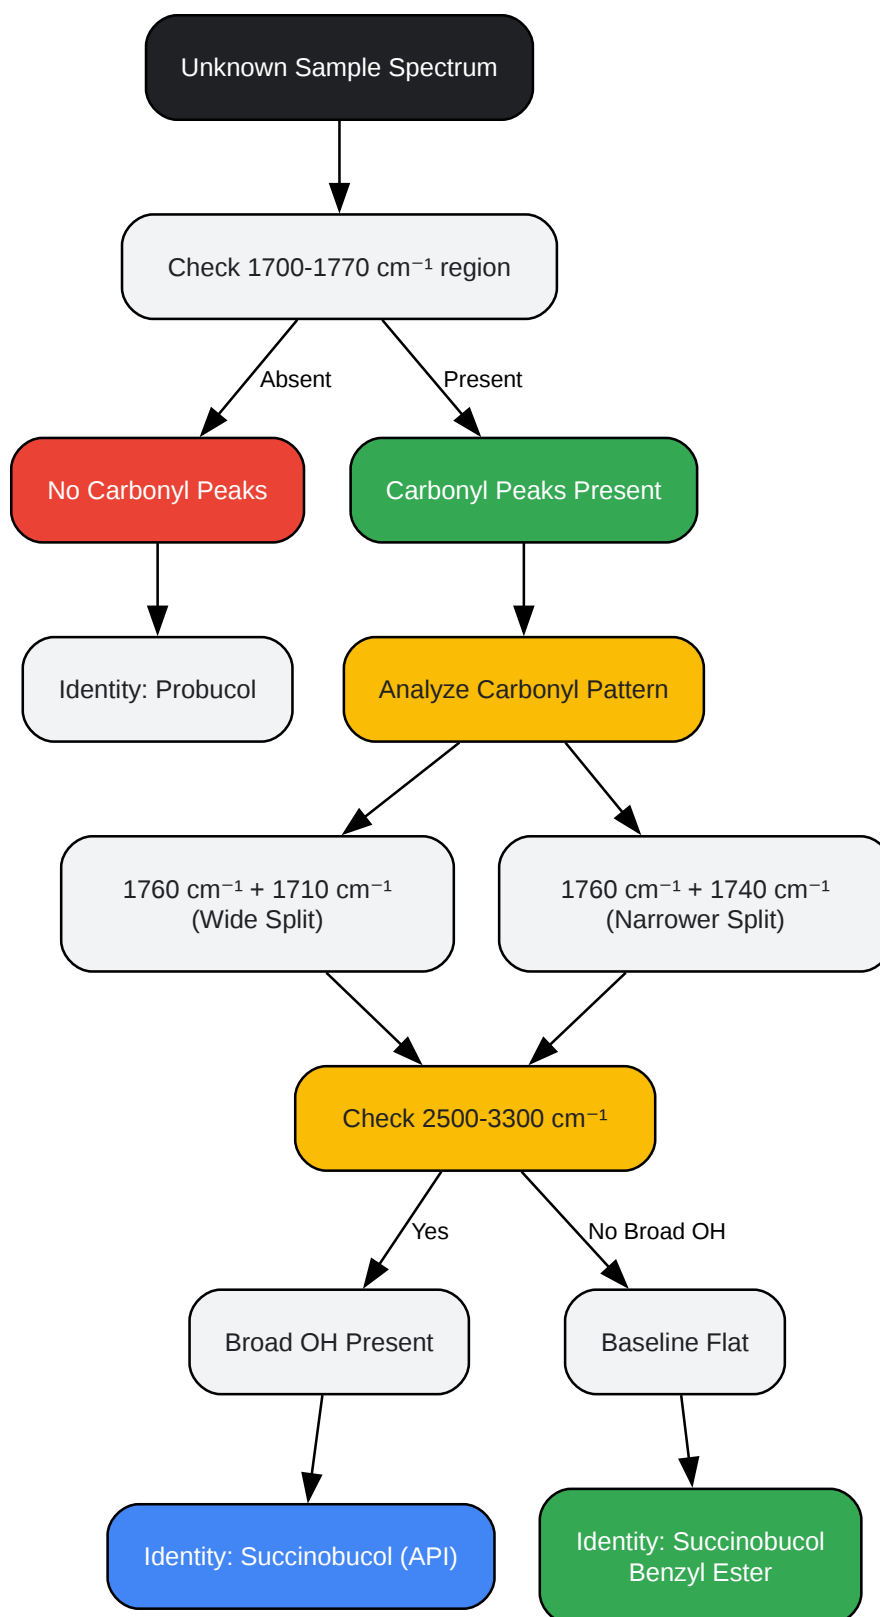 Unknown Sample Spectrum
Check 1700-1770 cm⁻¹ region
Absent
Present
No Carbonyl Peaks
Carbonyl Peaks Present
Identity: Probucol
Analyze Carbonyl Pattern
1760 cm⁻¹ + 1710 cm⁻¹
(Wide Split)
1760 cm⁻¹ + 1740 cm⁻¹
(Narrower Split)
Check 2500-3300 cm⁻¹
Yes
No Broad OH
Broad OH Present
Baseline Flat
Identity: Succinobucol (API)
Identity: Succinobucol
Benzyl Ester